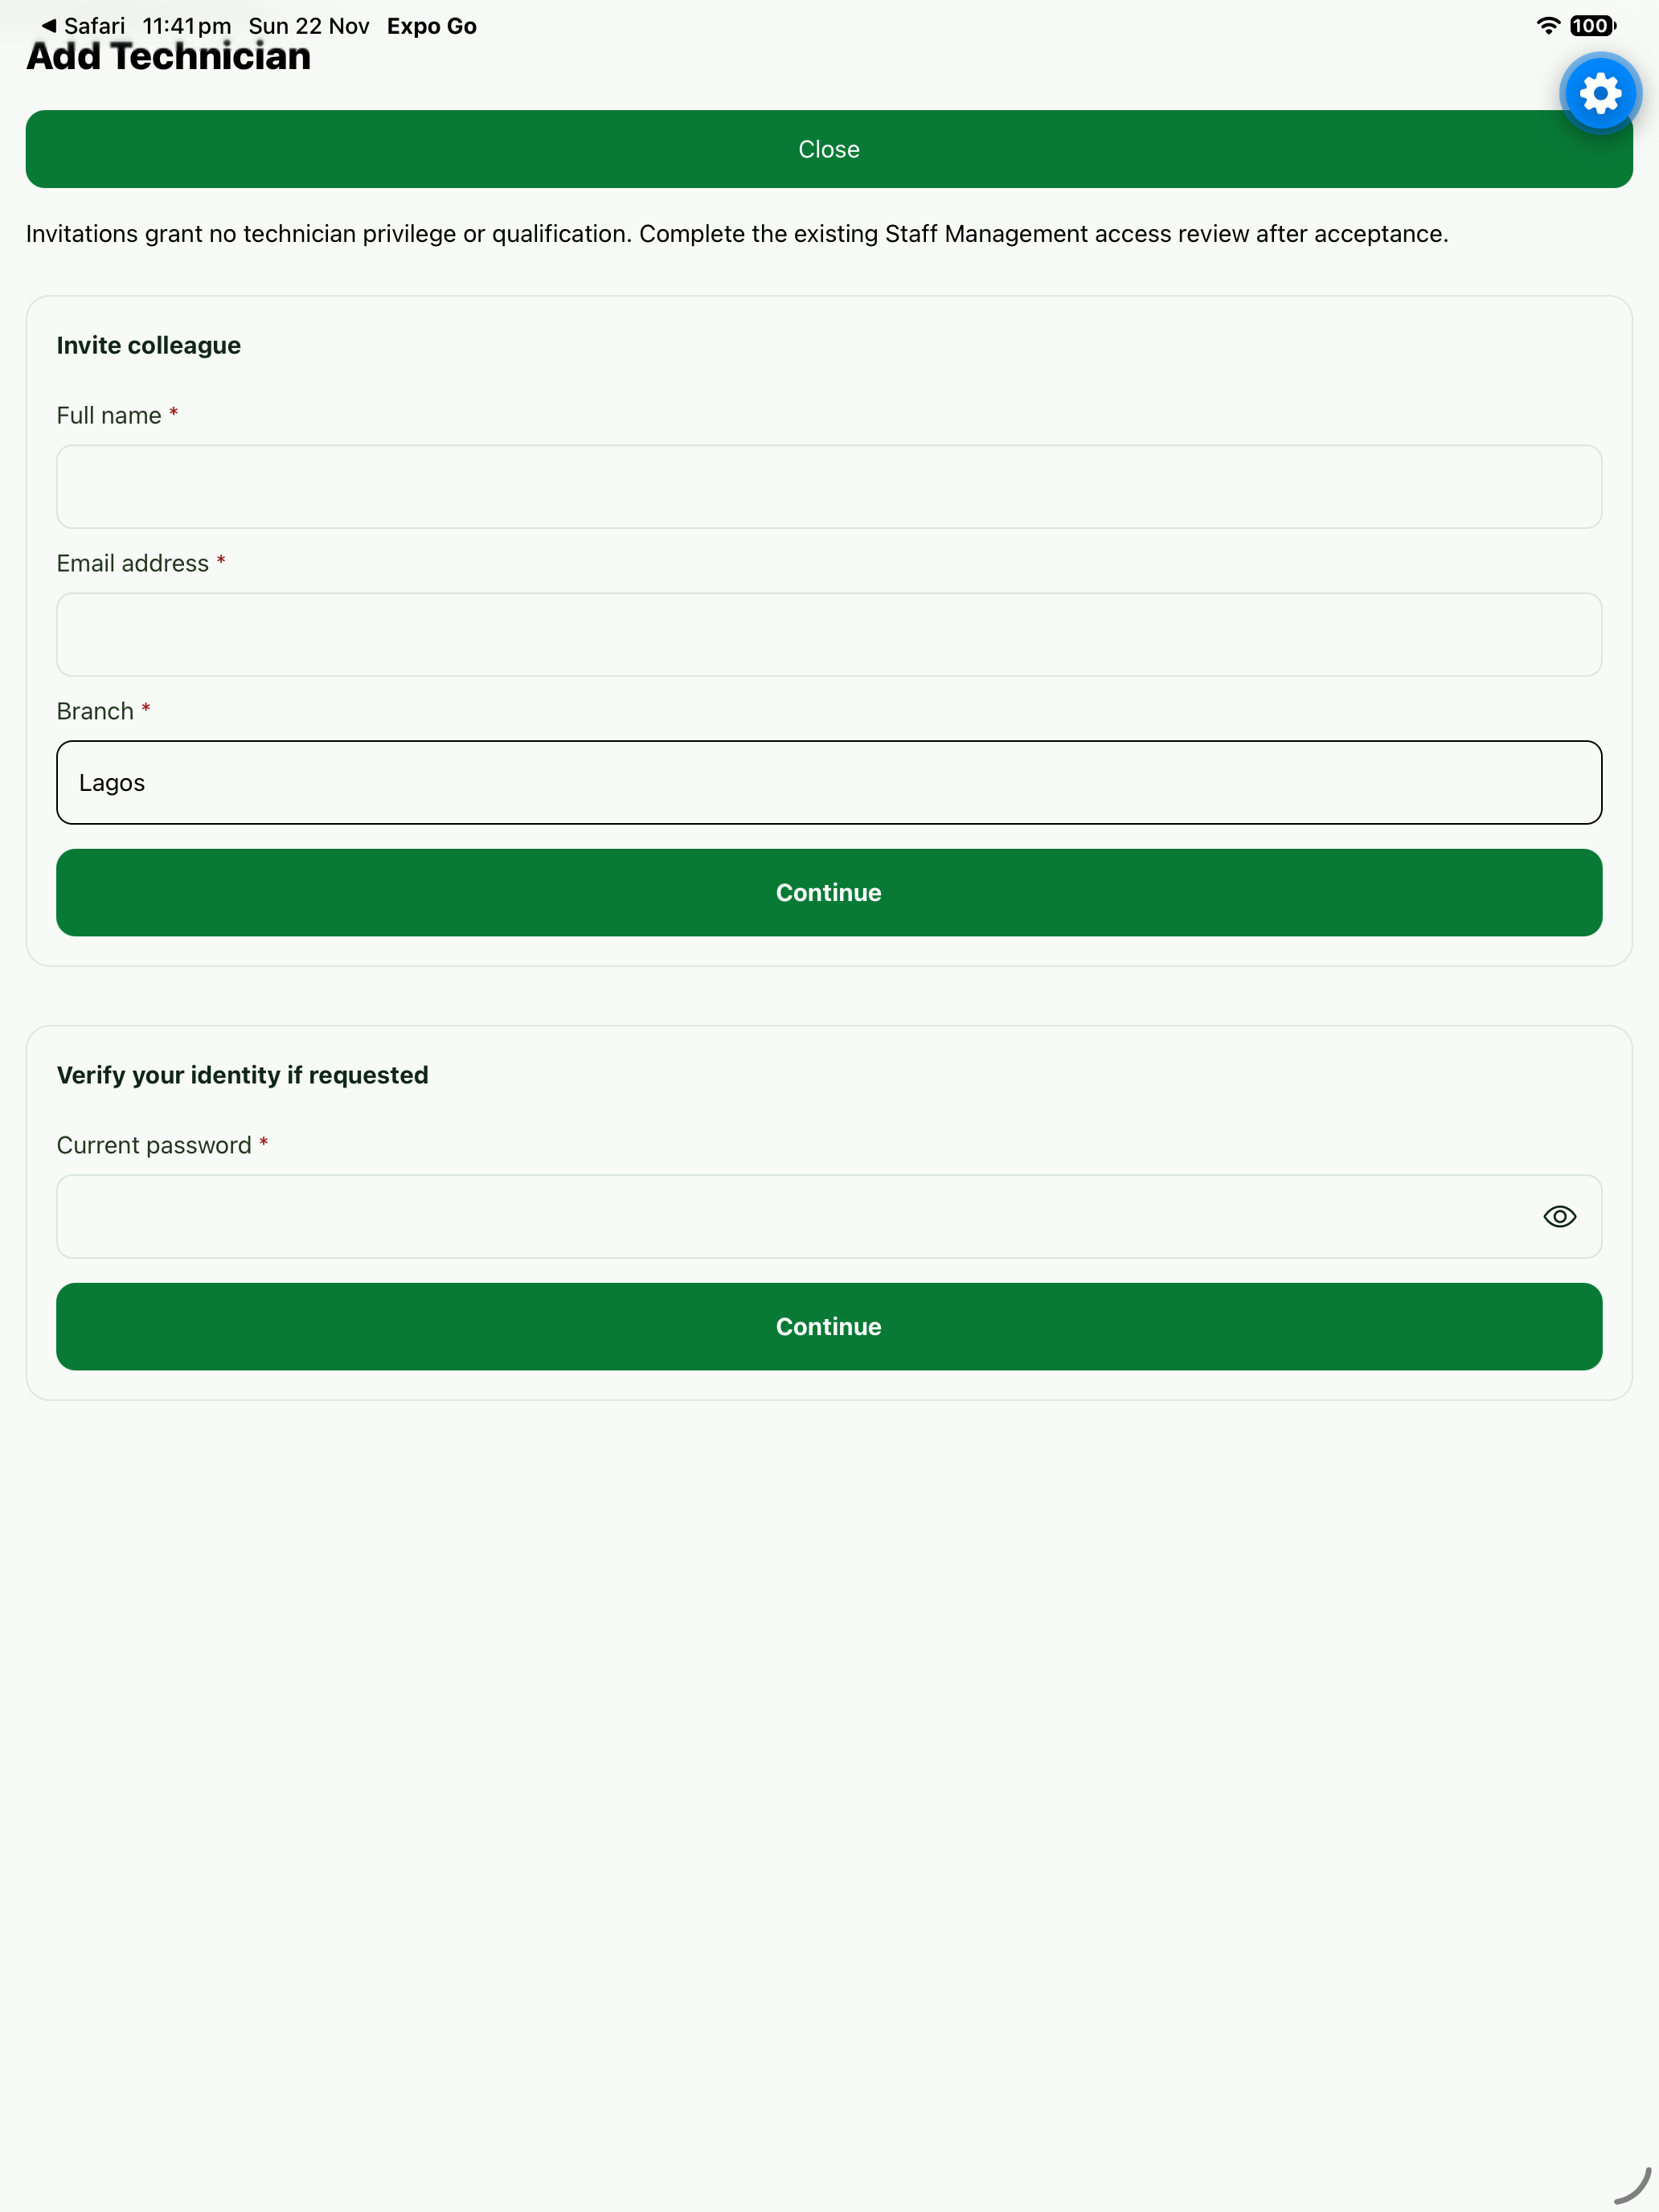 Safari 11:41 pm Sun 22 Nov Expo Go
100
Add Technician
Close
Invitations grant no technician privilege or qualification. Complete the existing Staff Management access review after acceptance.
Invite colleague
Full name *
Email address *
Branch *
Lagos
Continue
Verify your identity if requested
Current password *
Continue